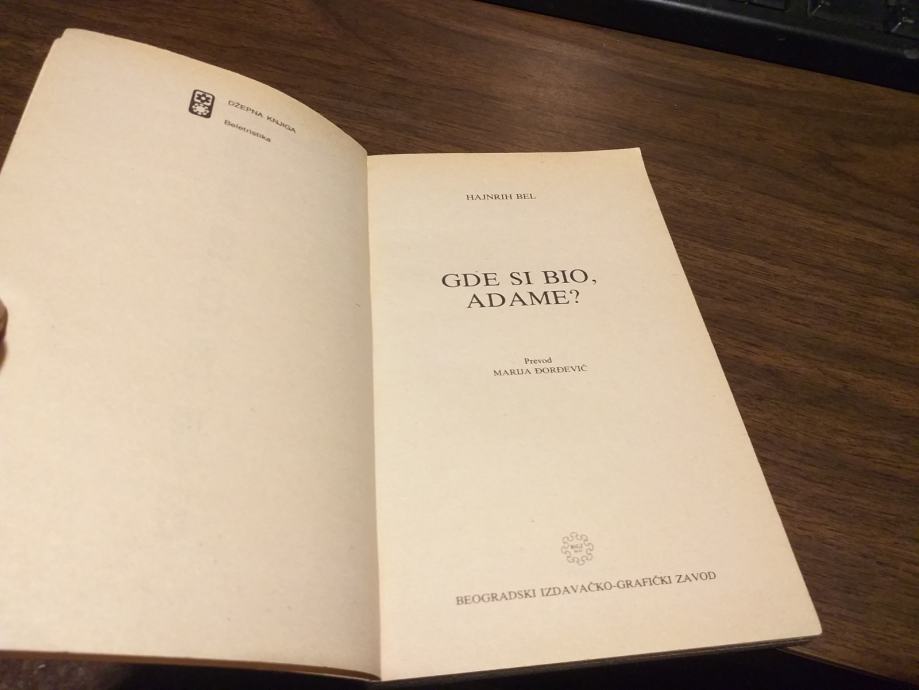 DŽEPNA KNJIGA
Beletristika
HAJNRIH BEL
GDE SI BIO,
ADAME?
Prevod
MARIJA ĐORĐEVIĆ
BEOGRADSKI IZDAVAČKO-GRAFIČKI ZAVOD